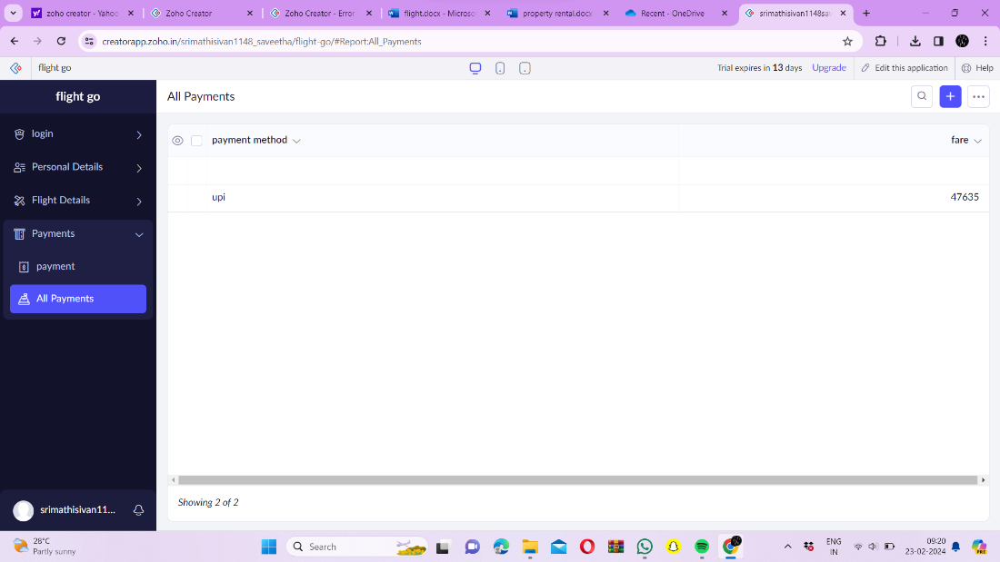 zoho creator - Yahoo
Zoho Creator
Zoho Creator - Error
flight.docx - Microso
property rental.docx
Recent - OneDrive
srimathisivan1148sa
creatorapp.zoho.in/srimathisivan1148_saveetha/flight-go/#Report:All_Payments
flight go
Trial expires in 13 days
Upgrade
Edit this application
Help
flight go
All Payments
login
Personal Details
Flight Details
Payments
payment
All Payments
payment method
fare
upi
47635
Showing 2 of 2
srimathisivan11...
28°C
Partly sunny
Search
ENG
IN
09:20
23-02-2024